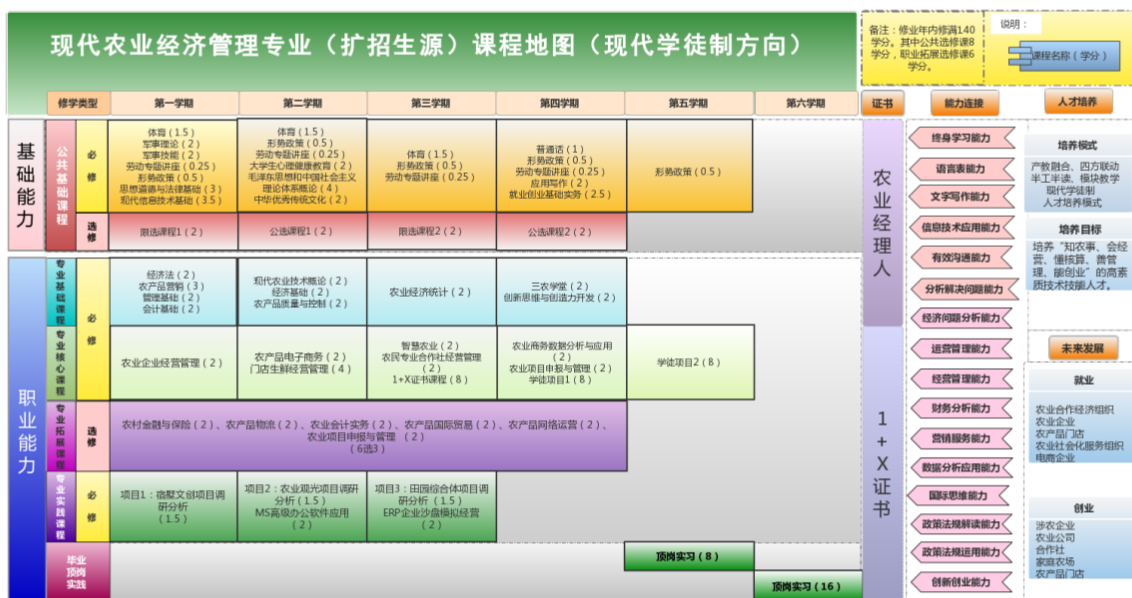 现代农业经济管理专业（扩招生源）课程地图（现代学徒制方向）
备注：修业年内修满140
学分。其中公共选修课8
学分，职业拓展选修课6
学分。
说明：
课程名称（学分）
修学类型
第一学期
第二学期
第三学期
第四学期
第五学期
第六学期
证书
能力连接
人才培养
基础能力
公共基础课程
必修
体育（1.5）
军事理论（2）
军事技能（2）
劳动专题讲座（0.25）
形势政策（0.5）
思想道德与法律基础（3）
现代信息技术基础（3.5）
体育（1.5）
形势政策（0.5）
劳动专题讲座（0.25）
大学生心理健康教育（2）
毛泽东思想和中国社会主义
理论体系概论（4）
中华优秀传统文化（2）
体育（1.5）
形势政策（0.5）
劳动专题讲座（0.25）
普通话（1）
形势政策（0.5）
劳动专题讲座（0.25）
应用写作（2）
就业创业基础实务（2.5）
形势政策（0.5）
选修
限选课程1（2）
公选课程1（2）
限选课程2（2）
公选课程2（2）
职业能力
专业基础课程
必修
经济法（2）
农产品营销（3）
管理基础（2）
会计基础（2）
现代农业技术概论（2）
经济基础（2）
农产品质量与控制（2）
农业经济统计（2）
三农学堂（2）
创新思维与创造力开发（2）
专业核心课程
农业企业经营管理（2）
农产品电子商务（2）
门店生鲜经营管理（4）
智慧农业（2）
农民专业合作社经营管理
（2）
1+X证书课程（8）
农业商务数据分析与应用
（2）
农业项目申报与管理（2）
学徒项目1（8）
学徒项目2（8）
专业拓展课程
选修
农村金融与保险（2）、农产品物流（2）、农业会计实务（2）、农产品国际贸易（2）、农产品网络运营（2）、
农业项目申报与管理 （2）
（6选3）
专业实践课程
必修
项目1：宿墅文创项目调
研分析
（1.5）
项目2：农业观光项目调研
分析（1.5）
MS高级办公软件应用
（2）
项目3：田园综合体项目调
研分析 （1.5）
ERP企业沙盘模拟经营
（2）
毕业
顶岗
实践
顶岗实习（8）
顶岗实习（16）
农业经理人
1+X证书
终身学习能力
语言表能力
文字写作能力
信息技术应用能力
有效沟通能力
分析解决问题能力
经济问题分析能力
运营管理能力
经营管理能力
财务分析能力
营销服务能力
数据分析应用能力
国际思维能力
政策法规解读能力
政策法规运用能力
创新创业能力
培养模式
产教融合、四方联动
半工半读、模块教学
现代学徒制
人才培养模式
培养目标
培养“知农事、会经
营、懂核算、善管
理、能创业”的高素
质技术技能人才。
未来发展
就业
农业合作经济组织
农业企业
农产品门店
农业社会化服务组织
电商企业
创业
涉农企业
农业公司
合作社
家庭农场
农产品门店